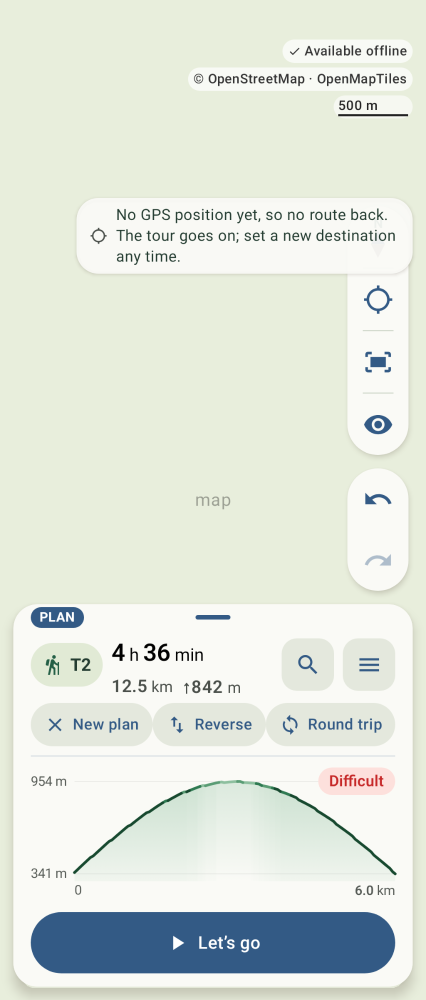 Available offline
© OpenStreetMap · OpenMapTiles
500 m
No GPS position yet, so no route back.
The tour goes on; set a new destination
any time.
map
PLAN
T2
4 h 36 min
12.5 km ↑842 m
New plan
Reverse
Round trip
954 m
Difficult
341 m
0
6.0 km
Let’s go